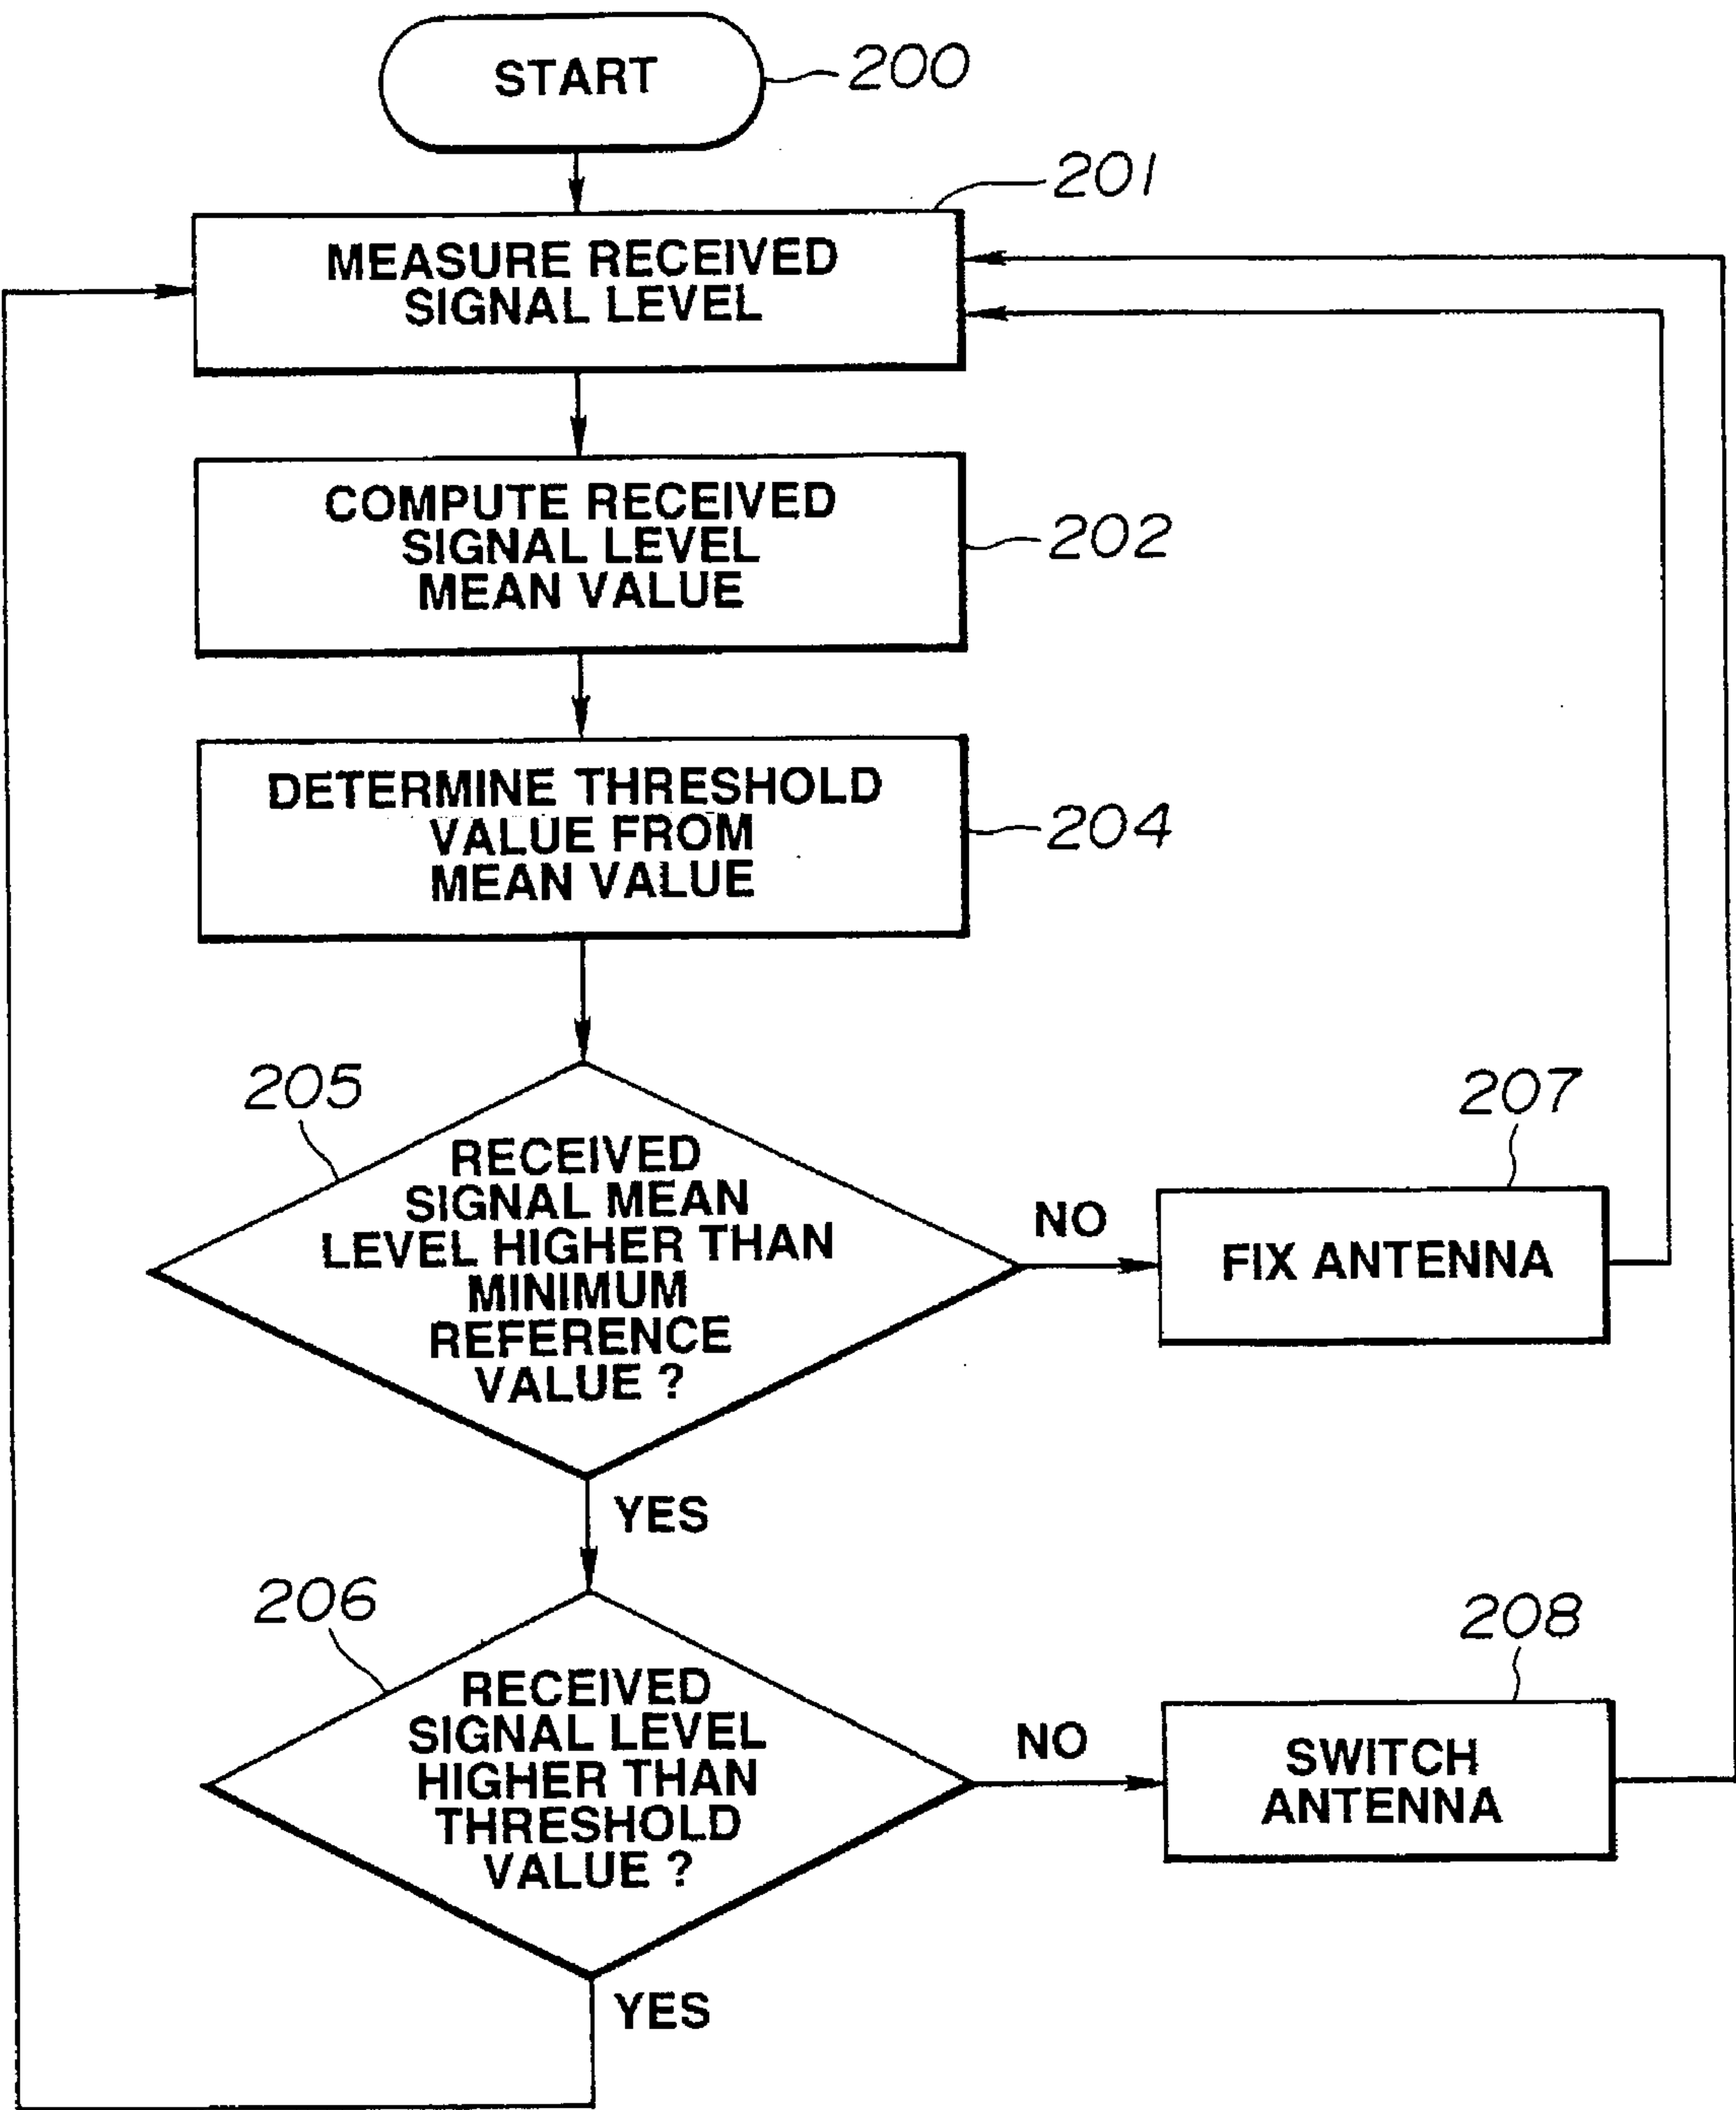 START
200
201
MEASURE RECEIVED
SIGNAL LEVEL
COMPUTE RECEIVED
SIGNAL LEVEL
MEAN VALUE
202
DETERMINE THRESHOLD
VALUE FROM
MEAN VALUE
204
205
RECEIVED
SIGNAL MEAN
LEVEL HIGHER THAN
MINIMUM
REFERENCE
VALUE ?
NO
207
FIX ANTENNA
YES
206
RECEIVED
SIGNAL LEVEL
HIGHER THAN
THRESHOLD
VALUE ?
NO
208
SWITCH
ANTENNA
YES